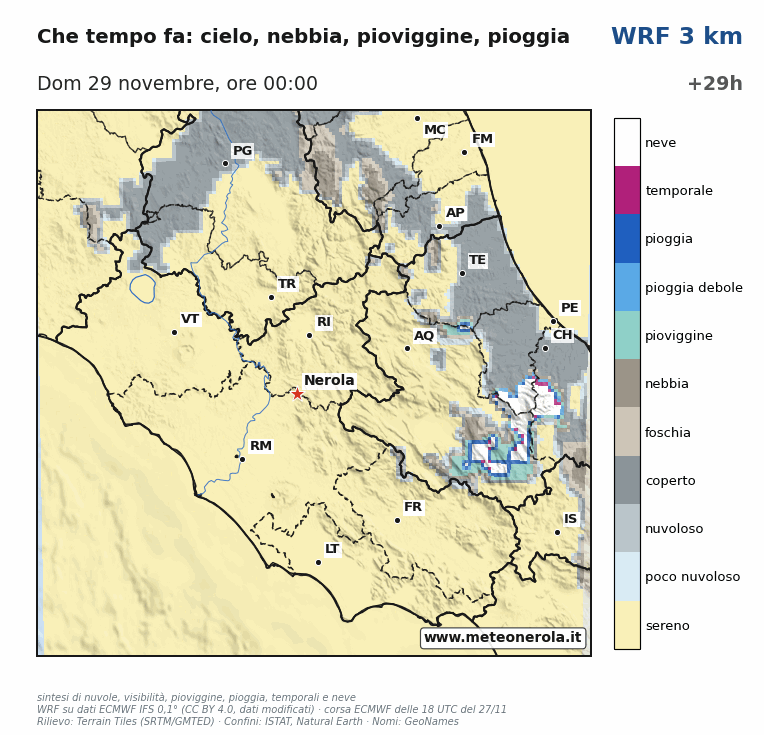 Che tempo fa: cielo, nebbia, pioviggine, pioggia
WRF 3 km
Dom 29 novembre, ore 00:00
+29h
MC
FM
PG
AP
TE
TR
PE
VT
RI
AQ
CH
Nerola
RM
FR
IS
LT
www.meteonerola.it
neve
temporale
pioggia
pioggia debole
pioviggine
nebbia
foschia
coperto
nuvoloso
poco nuvoloso
sereno
sintesi di nuvole, visibilità, pioviggine, pioggia, temporali e neve
WRF su dati ECMWF IFS 0,1° (CC BY 4.0, dati modificati) · corsa ECMWF delle 18 UTC del 27/11
Rilievo: Terrain Tiles (SRTM/GMTED) · Confini: ISTAT, Natural Earth · Nomi: GeoNames